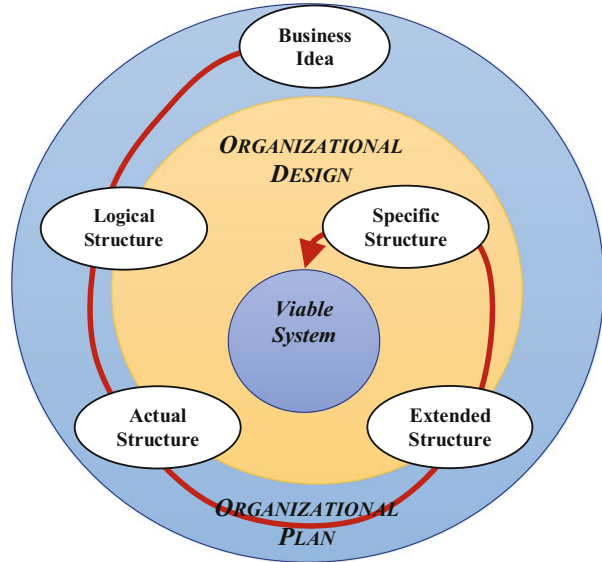 Business
Idea
ORGANIZATIONAL
DESIGN
Logical
Structure
Specific
Structure
Viable
System
Actual
Structure
Extended
Structure
ORGANIZATIONAL
PLAN